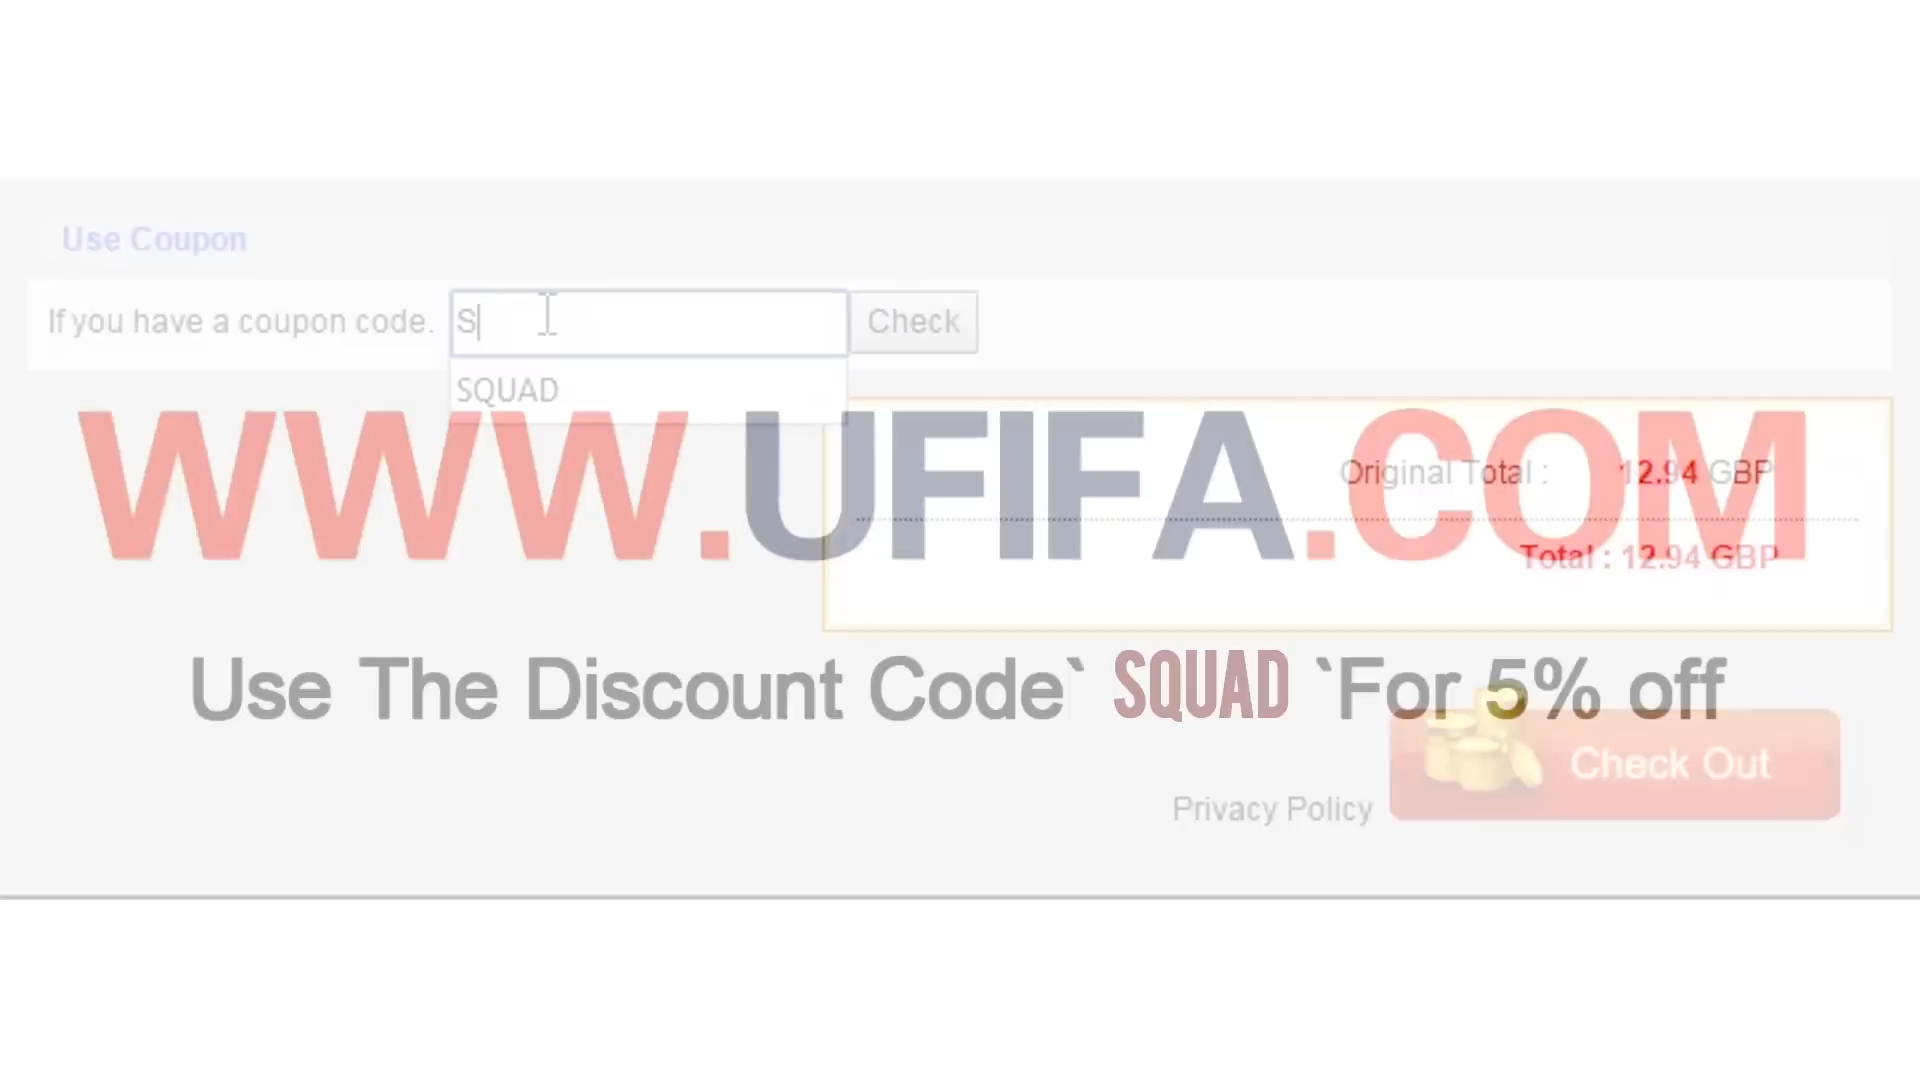 Use Coupon
If you have a coupon code. S Check
SQUAD
WWW.UFIFA.COM
Original Total : 12.94 GBP
Total : 12.94 GBP
Use The Discount Code` SQUAD `For 5% off
Check Out
Privacy Policy